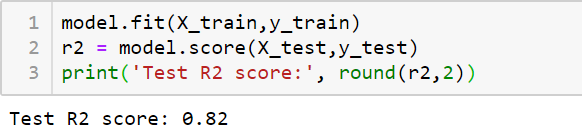 1 model.fit(X_train,y_train)
2 r2 = model.score(X_test,y_test)
3 print('Test R2 score:', round(r2,2))
Test R2 score: 0.82